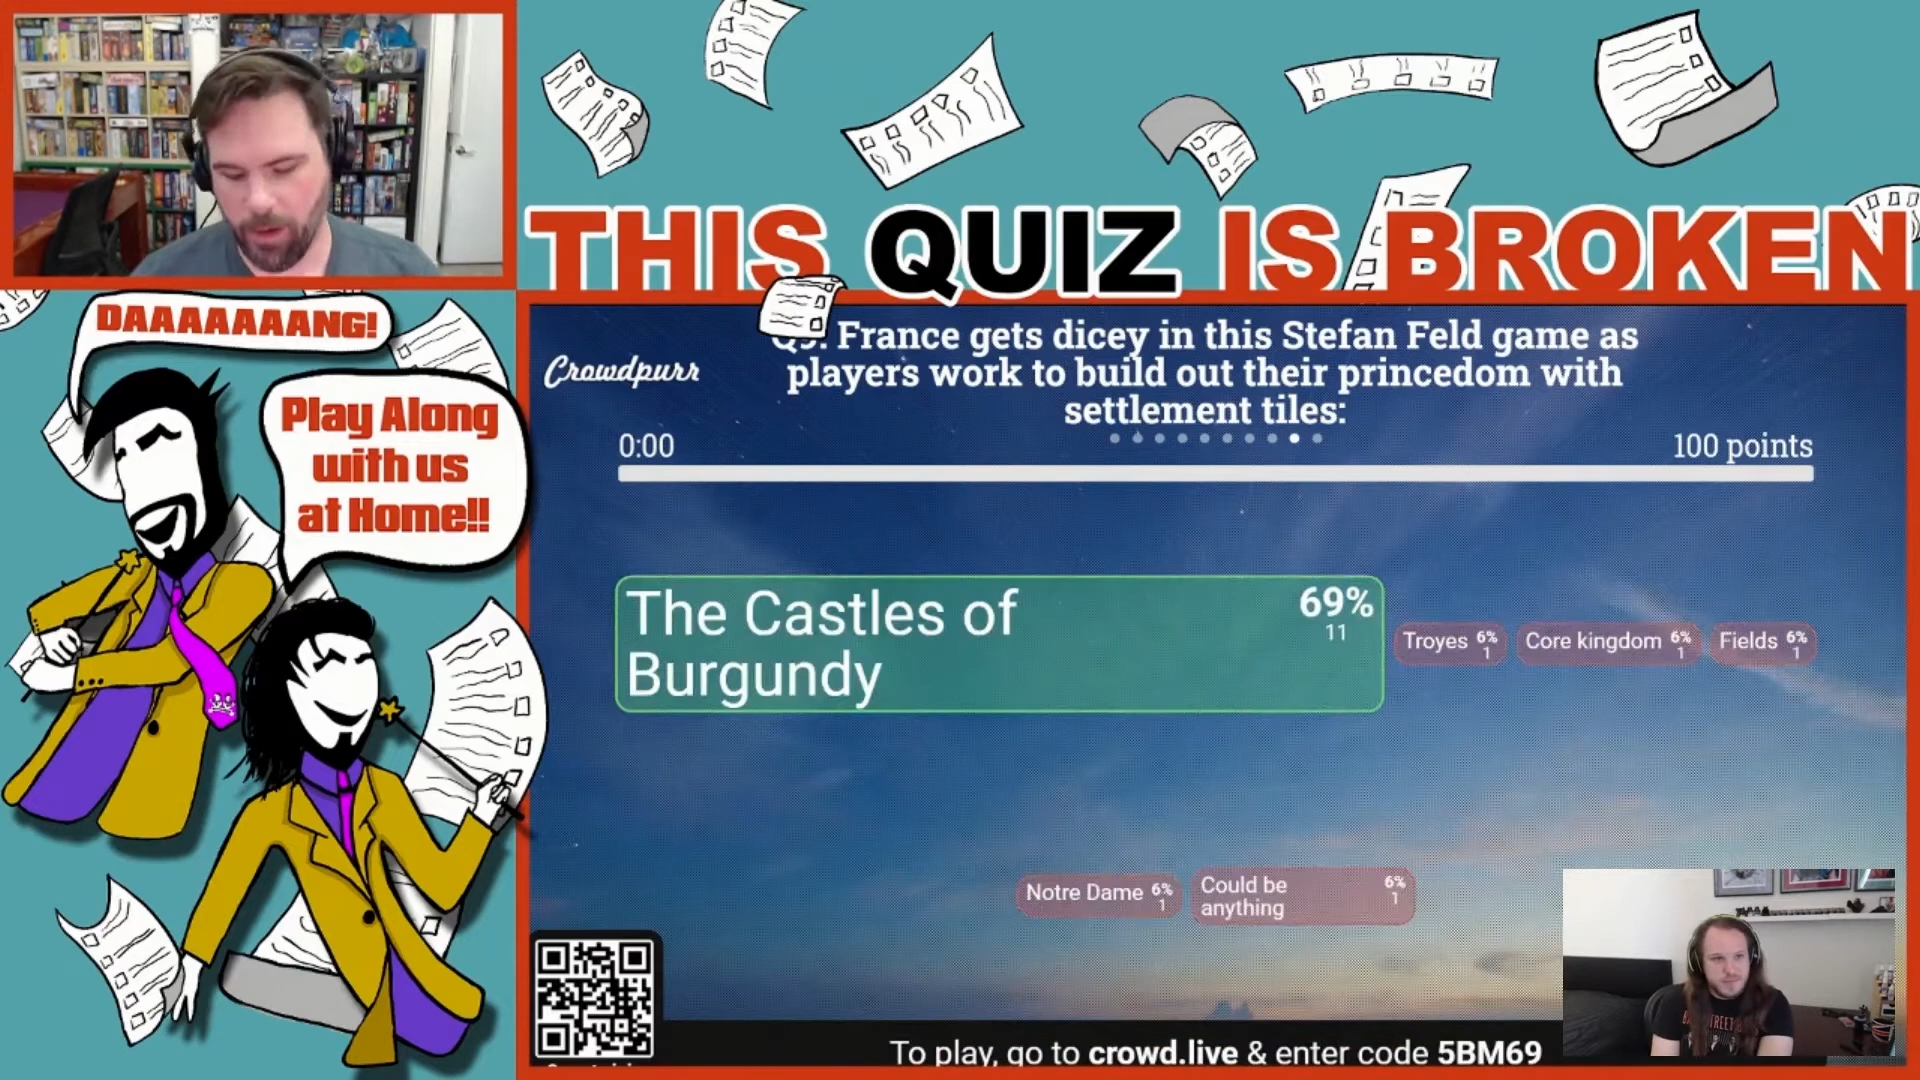 THIS QUIZ IS BROKEN
DAAAAAAAANG!
Play Along
with us
at Home!!
Crowdpurr
France gets dicey in this Stefan Feld game as
players work to build out their princedom with
settlement tiles:
0:00
100 points
The Castles of
Burgundy
69%
11
Troyes 6%
1
Core kingdom 6%
1
Fields 6%
1
Notre Dame 6%
1
Could be
anything
6%
1
To play, go to crowd.live & enter code 5BM69